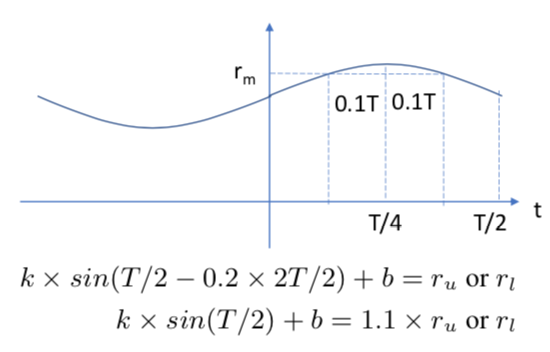 r_m
0.1T 0.1T
t
T/4 T/2
k × sin(T/2 − 0.2 × 2T/2) + b = r_u or r_l
k × sin(T/2) + b = 1.1 × r_u or r_l